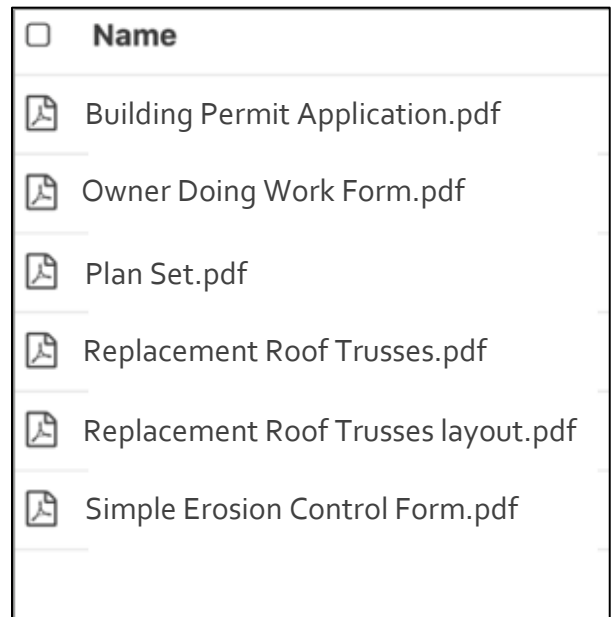 Name
Building Permit Application.pdf
Owner Doing Work Form.pdf
Plan Set.pdf
Replacement Roof Trusses.pdf
Replacement Roof Trusses layout.pdf
Simple Erosion Control Form.pdf